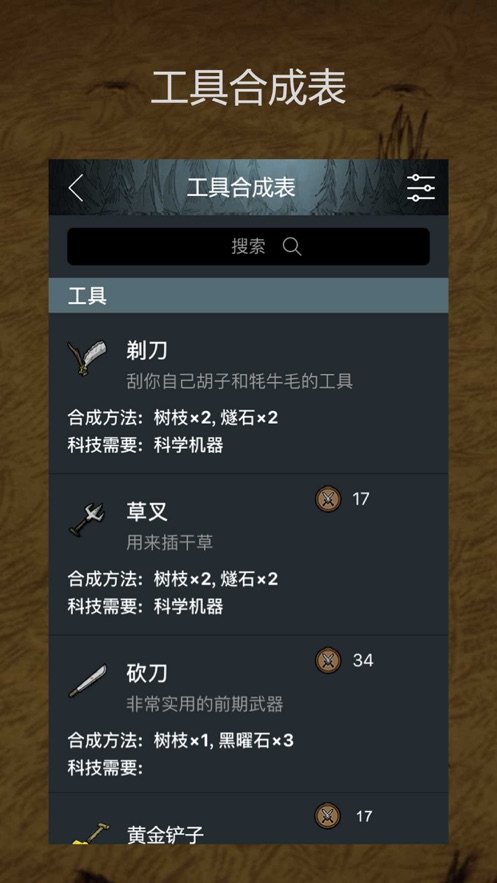 工具合成表
工具合成表
搜索
工具
剃刀
刮你自己胡子和牦牛毛的工具
合成方法: 树枝×2, 燧石×2
科技需要: 科学机器
17
草叉
用来插干草
合成方法: 树枝×2, 燧石×2
科技需要: 科学机器
34
砍刀
非常实用的前期武器
合成方法: 树枝×1, 黑曜石×3
科技需要:
17
黄金铲子